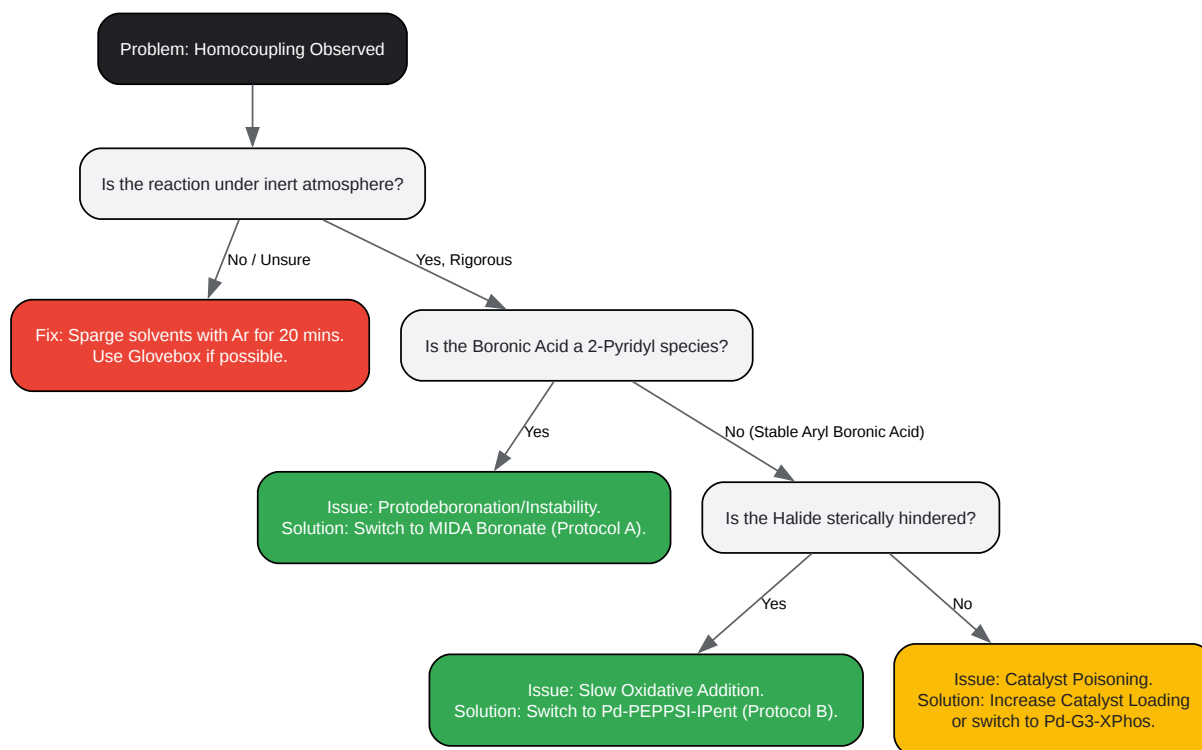 Problem: Homocoupling Observed
Is the reaction under inert atmosphere?
No / Unsure
Yes, Rigorous
Fix: Sparge solvents with Ar for 20 mins.
Use Glovebox if possible.
Is the Boronic Acid a 2-Pyridyl species?
Yes
No (Stable Aryl Boronic Acid)
Issue: Protodeboronation/Instability.
Solution: Switch to MIDA Boronate (Protocol A).
Is the Halide sterically hindered?
Yes
No
Issue: Slow Oxidative Addition.
Solution: Switch to Pd-PEPPSI-IPent (Protocol B).
Issue: Catalyst Poisoning.
Solution: Increase Catalyst Loading
or switch to Pd-G3-XPhos.